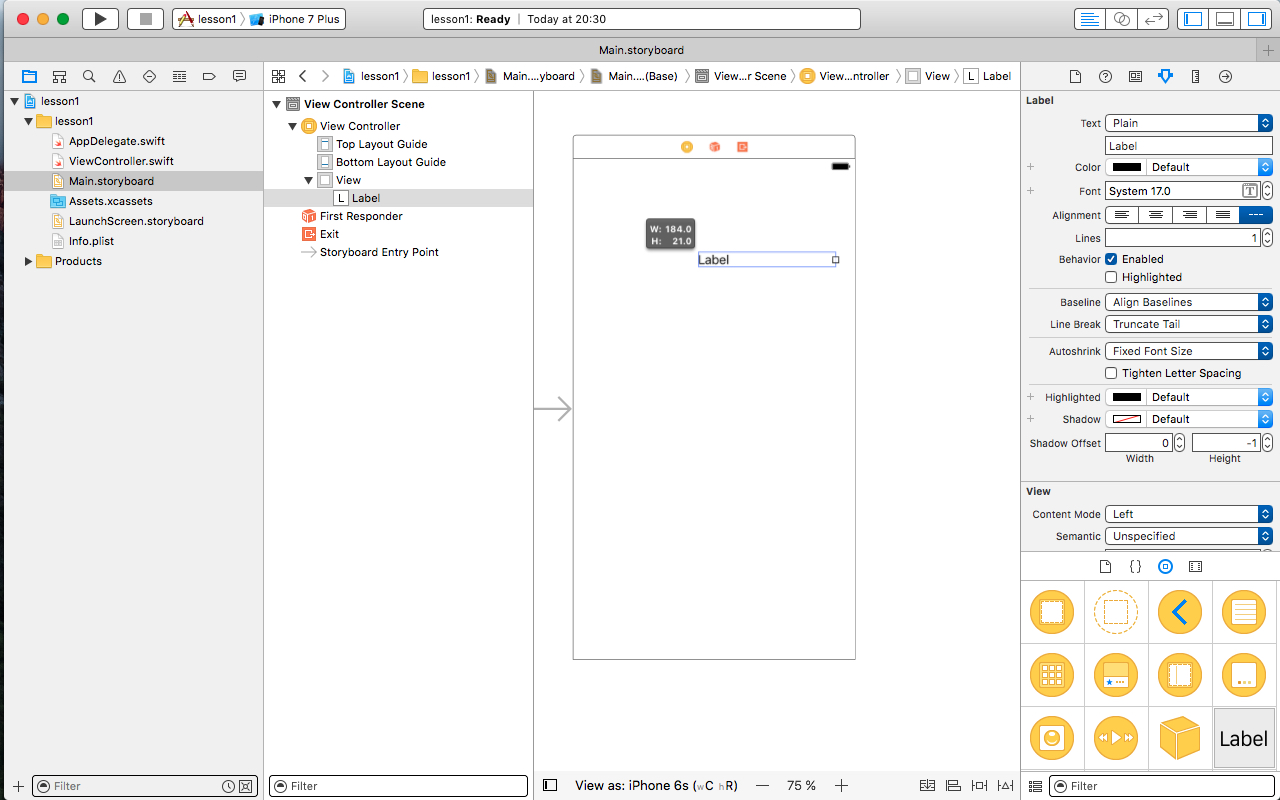 lesson1 iPhone 7 Plus
lesson1: Ready | Today at 20:30
Main.storyboard
lesson1
lesson1
AppDelegate.swift
ViewController.swift
Main.storyboard
Assets.xcassets
LaunchScreen.storyboard
Info.plist
Products
Filter
lesson1 lesson1 Main....yboard Main....(Base) View...r Scene View...ntroller View L Label
View Controller Scene
View Controller
Top Layout Guide
Bottom Layout Guide
View
L Label
First Responder
Exit
Storyboard Entry Point
Filter
W: 184.0
H: 21.0
Label
View as: iPhone 6s (wC hR) — 75 % +
Label
Text Plain
Label
Color Default
Font System 17.0 T
Alignment ---
Lines 1
Behavior Enabled
Highlighted
Baseline Align Baselines
Line Break Truncate Tail
Autoshrink Fixed Font Size
Tighten Letter Spacing
Highlighted Default
Shadow Default
Shadow Offset 0 -1
Width Height
View
Content Mode Left
Semantic Unspecified
{}
Label
Filter